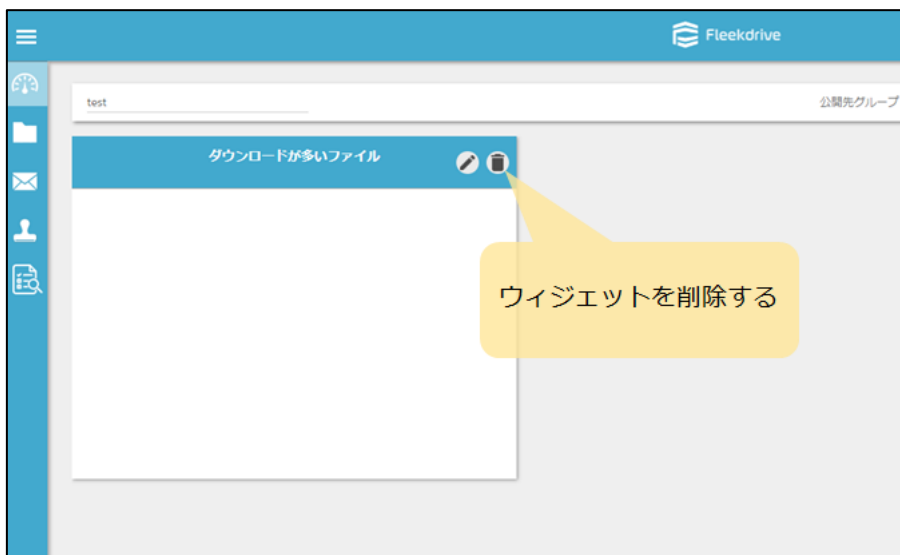 Fleekdrive
test
公開先グループ
ダウンロードが多いファイル
ウィジェットを削除する